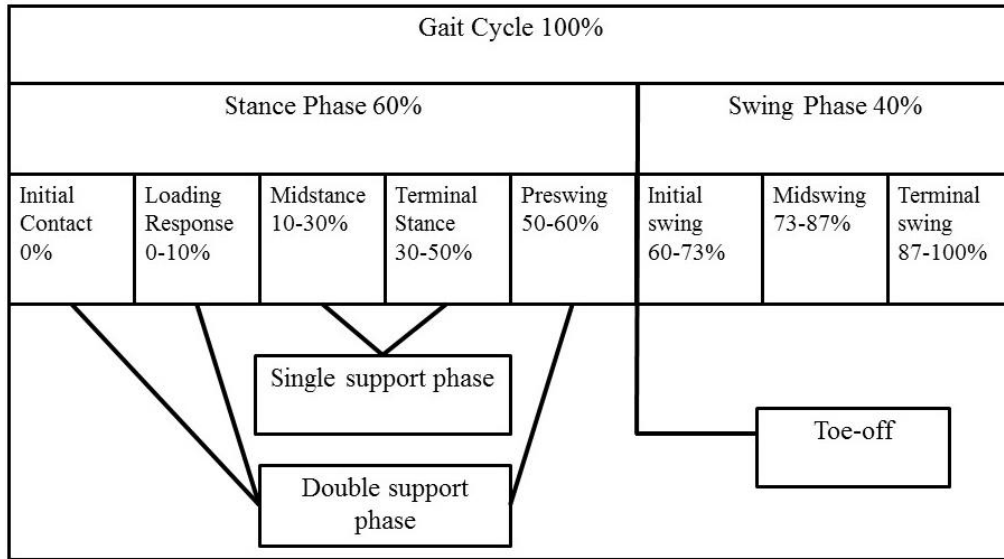 Gait Cycle 100%
Stance Phase 60%
Swing Phase 40%
Initial
Contact
0%
Loading
Response
0-10%
Midstance
10-30%
Terminal
Stance
30-50%
Preswing
50-60%
Initial
swing
60-73%
Midswing
73-87%
Terminal
swing
87-100%
Single support phase
Toe-off
Double support
phase